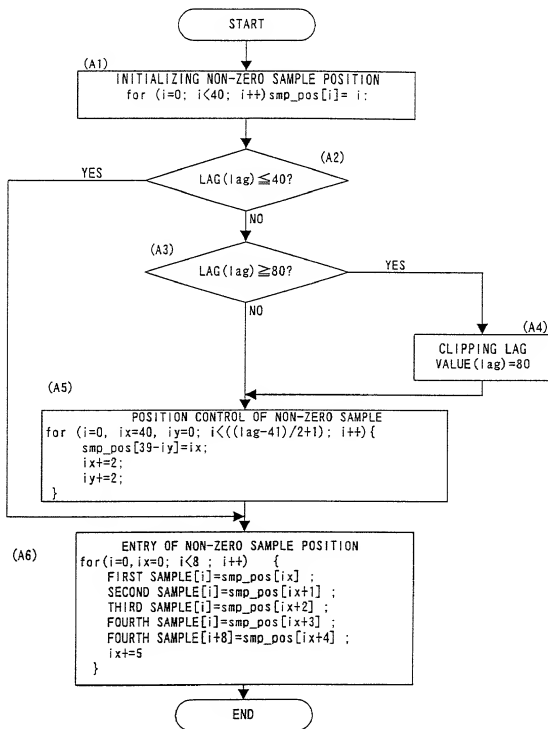 START
(A1)
INITIALIZING NON-ZERO SAMPLE POSITION
for (i=0; i<40; i++)smp_pos[i]= i;
(A2)
YES
LAG(lag)≦40?
NO
(A3)
LAG(lag)≧80?
YES
NO
(A4)
CLIPPING LAG
VALUE(lag)=80
(A5)
POSITION CONTROL OF NON-ZERO SAMPLE
for (i=0, ix=40, iy=0; i<((lag-41)/2+1); i++){
smp_pos[39-iy]=ix;
ix+=2;
iy+=2;
}
(A6)
ENTRY OF NON-ZERO SAMPLE POSITION
for(i=0,ix=0; i<8 ; i++) {
FIRST SAMPLE[i]=smp_pos[ix] ;
SECOND SAMPLE[i]=smp_pos[ix+1] ;
THIRD SAMPLE[i]=smp_pos[ix+2] ;
FOURTH SAMPLE[i]=smp_pos[ix+3] ;
FOURTH SAMPLE[i+8]=smp_pos[ix+4] ;
ix+=5
}
END